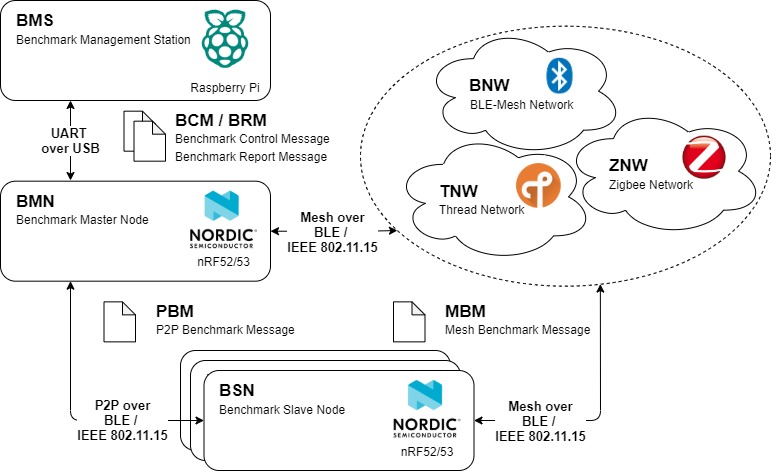 BMS
Benchmark Management Station
Raspberry Pi
UART
over USB
BCM / BRM
Benchmark Control Message
Benchmark Report Message
BNW
BLE-Mesh Network
ZNW
Zigbee Network
TNW
Thread Network
BMN
Benchmark Master Node
NORDIC®
SEMICONDUCTOR
nRF52/53
Mesh over
BLE /
IEEE 802.11.15
PBM
P2P Benchmark Message
MBM
Mesh Benchmark Message
BSN
Benchmark Slave Node
NORDIC®
SEMICONDUCTOR
nRF52/53
P2P over
BLE /
IEEE 802.11.15
Mesh over
BLE /
IEEE 802.11.15